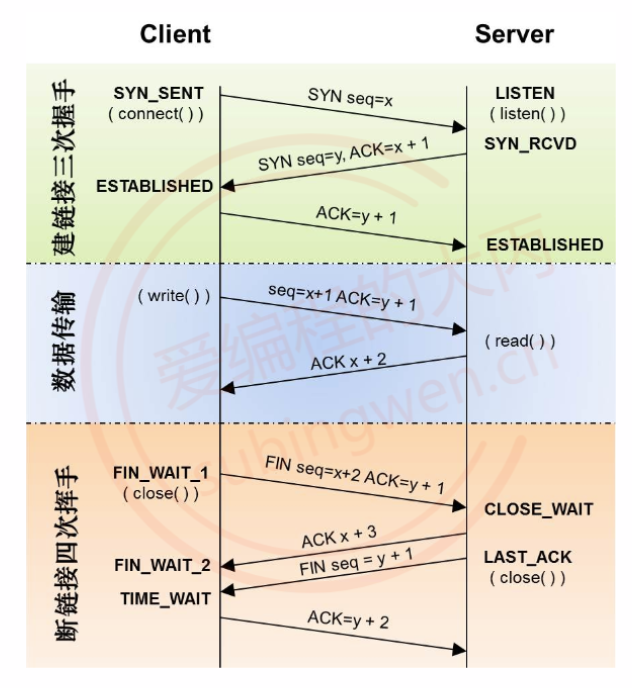 Client
Server
建链接三次握手
SYN_SENT
( connect( ) )
SYN seq=x
LISTEN
( listen( ) )
SYN_RCVD
SYN seq=y, ACK=x + 1
ESTABLISHED
ACK=y + 1
ESTABLISHED
数据传输
( write( ) )
seq=x+1 ACK=y + 1
( read( ) )
ACK x + 2
爱编程的大丙
subingwen.cn
断链接四次挥手
FIN_WAIT_1
( close( ) )
FIN seq=x+2 ACK=y + 1
CLOSE_WAIT
ACK x + 3
FIN_WAIT_2
FIN seq = y + 1
LAST_ACK
( close( ) )
TIME_WAIT
ACK=y + 2